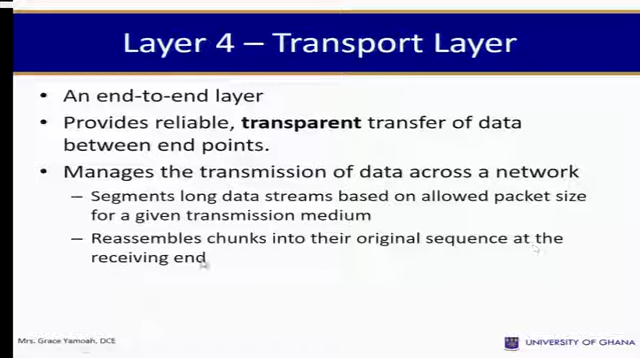 Layer 4 – Transport Layer
• An end-to-end layer
• Provides reliable, transparent transfer of data
between end points.
• Manages the transmission of data across a network
– Segments long data streams based on allowed packet size
for a given transmission medium
– Reassembles chunks into their original sequence at the
receiving end
Mrs. Grace Yamoah, DCE
UNIVERSITY OF GHANA